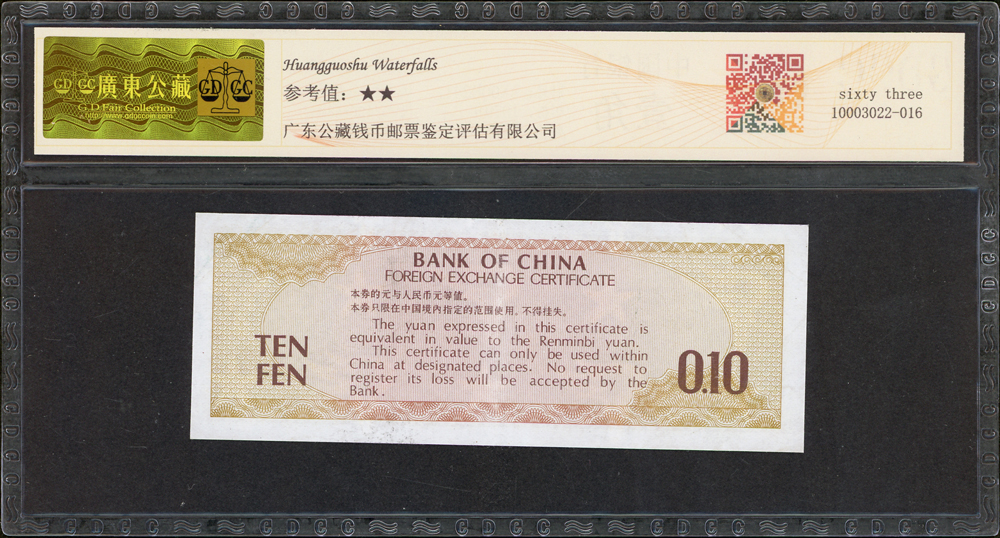 GD GC 廣東公藏
G.D Fair Collection
GD GC
Huangguoshu Waterfalls
参考值：★★
广东公藏钱币邮票鉴定评估有限公司
sixty three
10003022-016
BANK OF CHINA
FOREIGN EXCHANGE CERTIFICATE
本券的元与人民币元等值。
本券只限在中国境内指定的范围使用，不得挂失。
The yuan expressed in this certificate is
equivalent in value to the Renminbi yuan.
This certificate can only be used within
China at designated places. No request to
register its loss will be accepted by the
Bank.
TEN
FEN
0.10